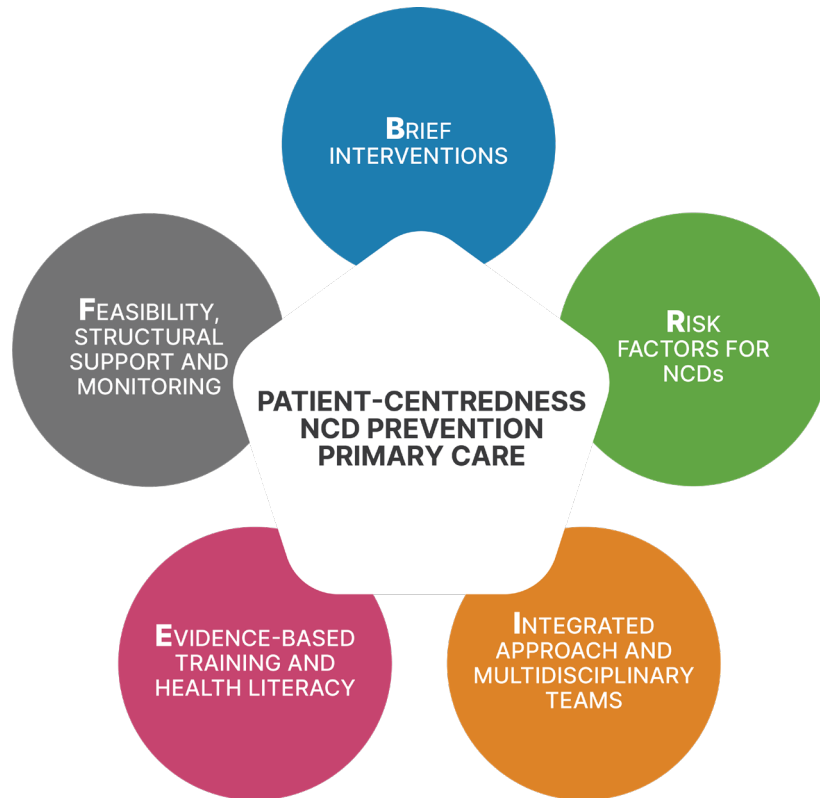 BRIEF
INTERVENTIONS
RISK
FACTORS FOR
NCDs
INTEGRATED
APPROACH AND
MULTIDISCIPLINARY
TEAMS
EVIDENCE-BASED
TRAINING AND
HEALTH LITERACY
FEASIBILITY,
STRUCTURAL
SUPPORT AND
MONITORING
PATIENT-CENTREDNESS
NCD PREVENTION
PRIMARY CARE